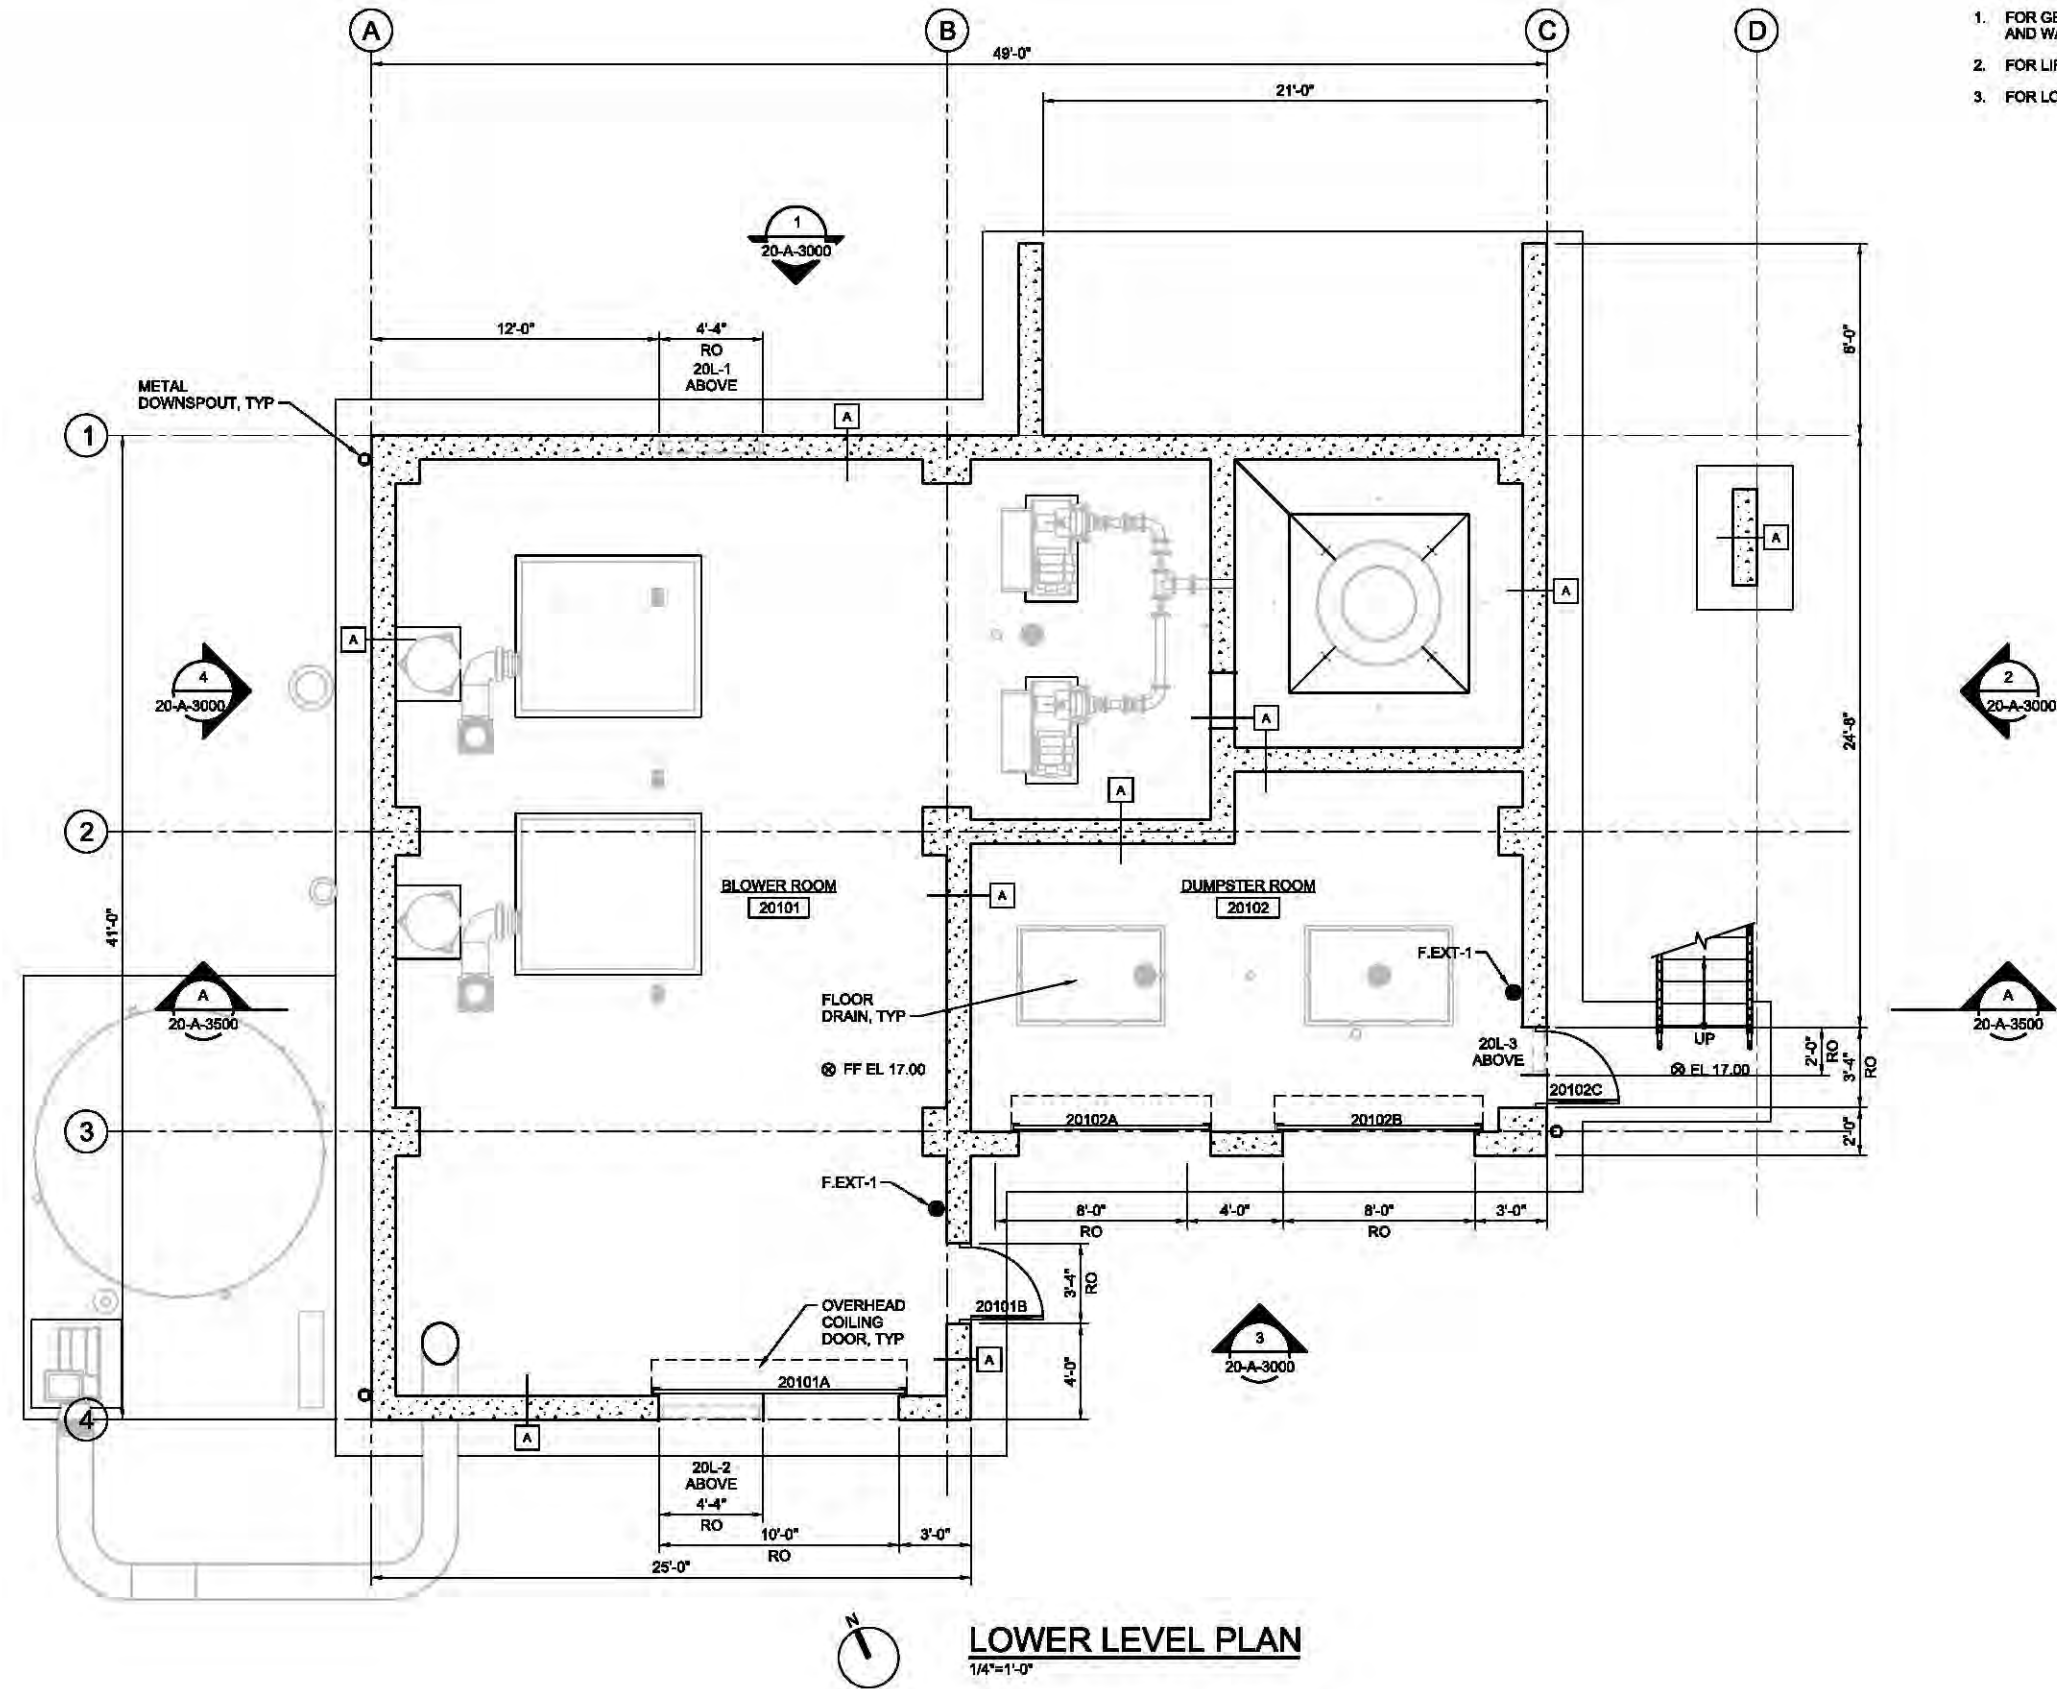 A
B
C
D
1. FOR GE
AND WA
2. FOR LI
3. FOR LO
49'-0"
21'-0"
1
20-A-3000
12'-0"
4'-4"
RO
20L-1
ABOVE
8'-0"
METAL
DOWNSPOUT, TYP
A
1
A
A
A
4
20-A-3000
2
20-A-3000
A
24'-8"
A
2
BLOWER ROOM
20101
A
DUMPSTER ROOM
20102
41'-0"
F.EXT-1
A
20-A-3500
FLOOR
DRAIN, TYP
A
20-A-3500
UP
20L-3
ABOVE
2'-0"
RO
3'-4"
RO
FF EL 17.00
EL 17.00
20102C
3
20102A
20102B
2'-0"
F.EXT-1
8'-0"
RO
4'-0"
8'-0"
RO
3'-0"
3'-4"
RO
OVERHEAD
COILING
DOOR, TYP
20101B
3
20-A-3000
A
4'-0"
20101A
4
A
20L-2
ABOVE
4'-4"
RO
10'-0"
RO
3'-0"
25'-0"
N
LOWER LEVEL PLAN
1/4"=1'-0"